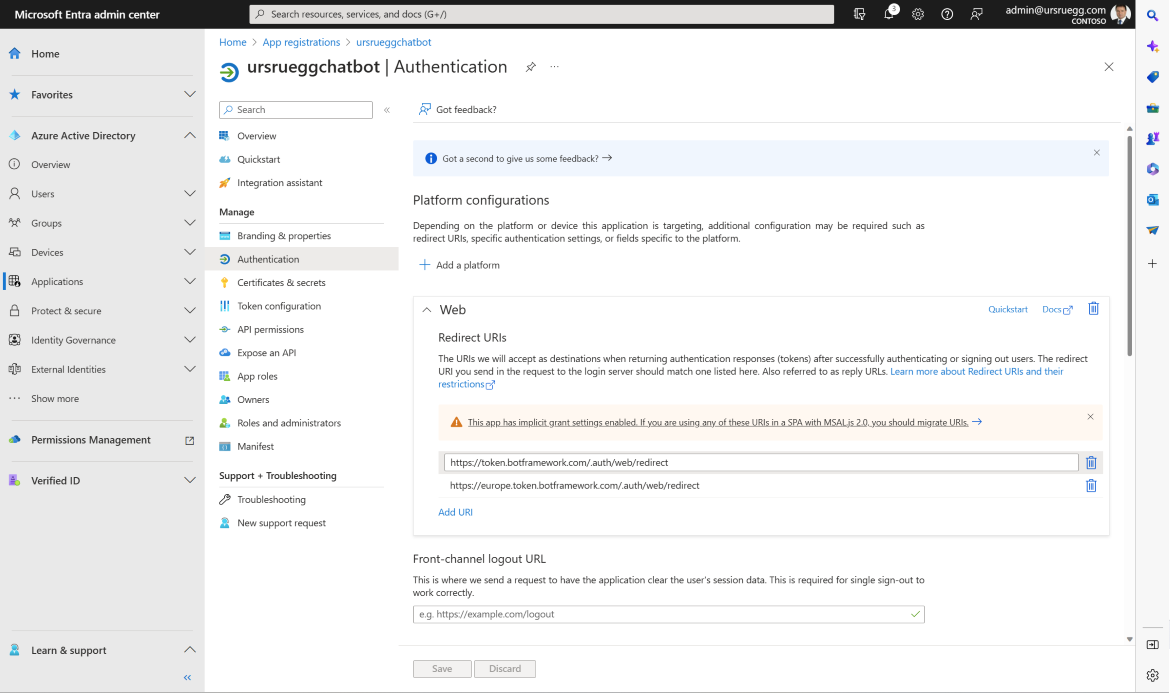 Microsoft Entra admin center
Search resources, services, and docs (G+/)
3
admin@ursruegg.com
CONTOSO
Home
Favorites
Azure Active Directory
Overview
Users
Groups
Devices
Applications
Protect & secure
Identity Governance
External Identities
Show more
Permissions Management
Verified ID
Learn & support
Home > App registrations > ursrueggchatbot
ursrueggchatbot | Authentication
Search
Overview
Quickstart
Integration assistant
Manage
Branding & properties
Authentication
Certificates & secrets
Token configuration
API permissions
Expose an API
App roles
Owners
Roles and administrators
Manifest
Support + Troubleshooting
Troubleshooting
New support request
Got feedback?
Got a second to give us some feedback?
Platform configurations
Depending on the platform or device this application is targeting, additional configuration may be required such as
redirect URIs, specific authentication settings, or fields specific to the platform.
Add a platform
Web
Quickstart
Docs
Redirect URIs
The URIs we will accept as destinations when returning authentication responses (tokens) after successfully authenticating or signing out users. The redirect
URI you send in the request to the login server should match one listed here. Also referred to as reply URLs. Learn more about Redirect URIs and their
restrictions
This app has implicit grant settings enabled. If you are using any of these URIs in a SPA with MSAL.js 2.0, you should migrate URIs.
https://token.botframework.com/.auth/web/redirect
https://europe.token.botframework.com/.auth/web/redirect
Add URI
Front-channel logout URL
This is where we send a request to have the application clear the user's session data. This is required for single sign-out to
work correctly.
e.g. https://example.com/logout
Save
Discard